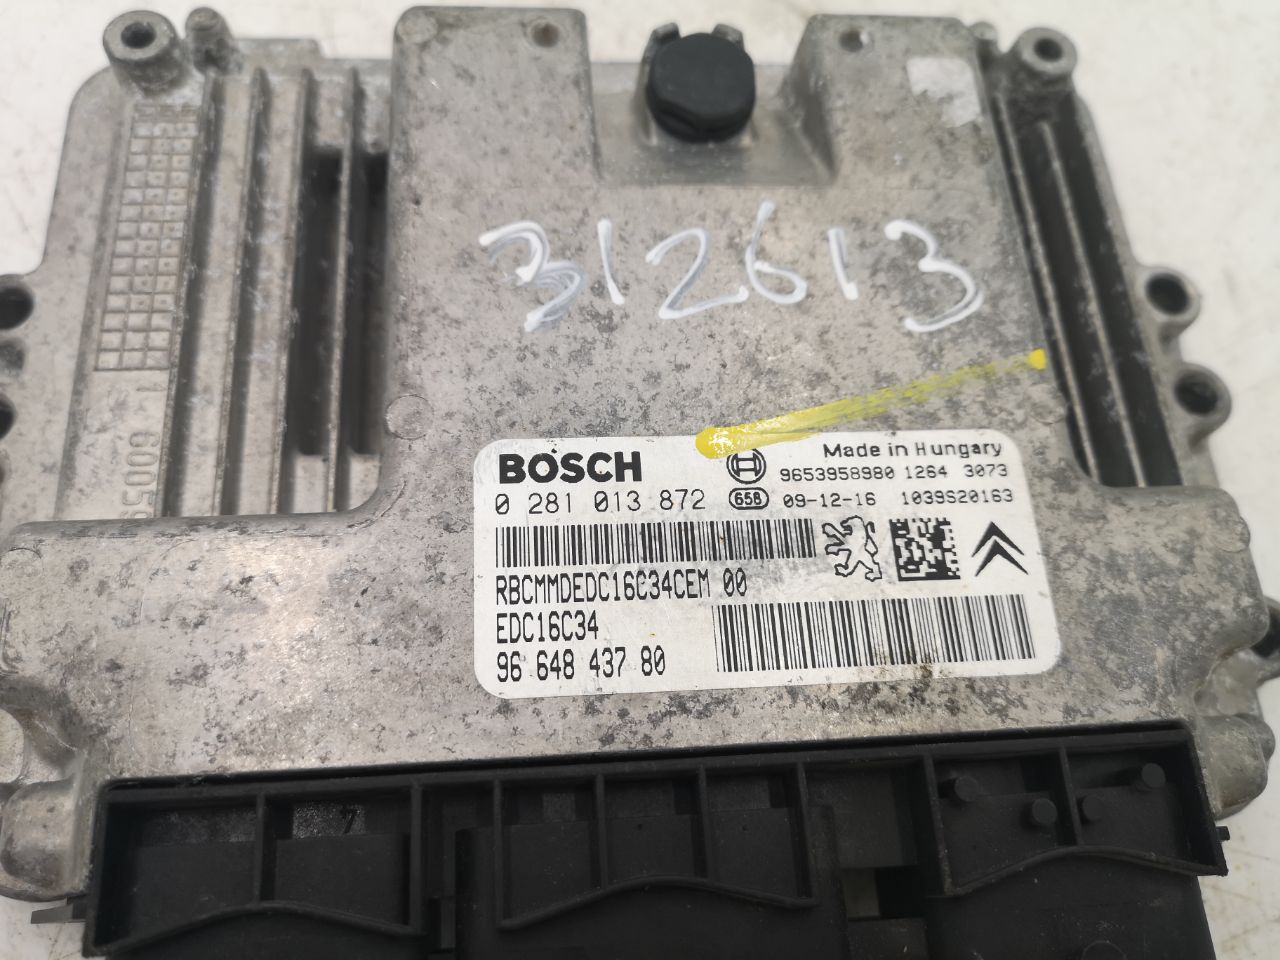 312613
BOSCH
Made in Hungary
9653958980 1264 3073
0 281 013 872 658 09-12-16 1039S20163
RBCMMDEDC16C34CEM 00
EDC16C34
96 648 437 80